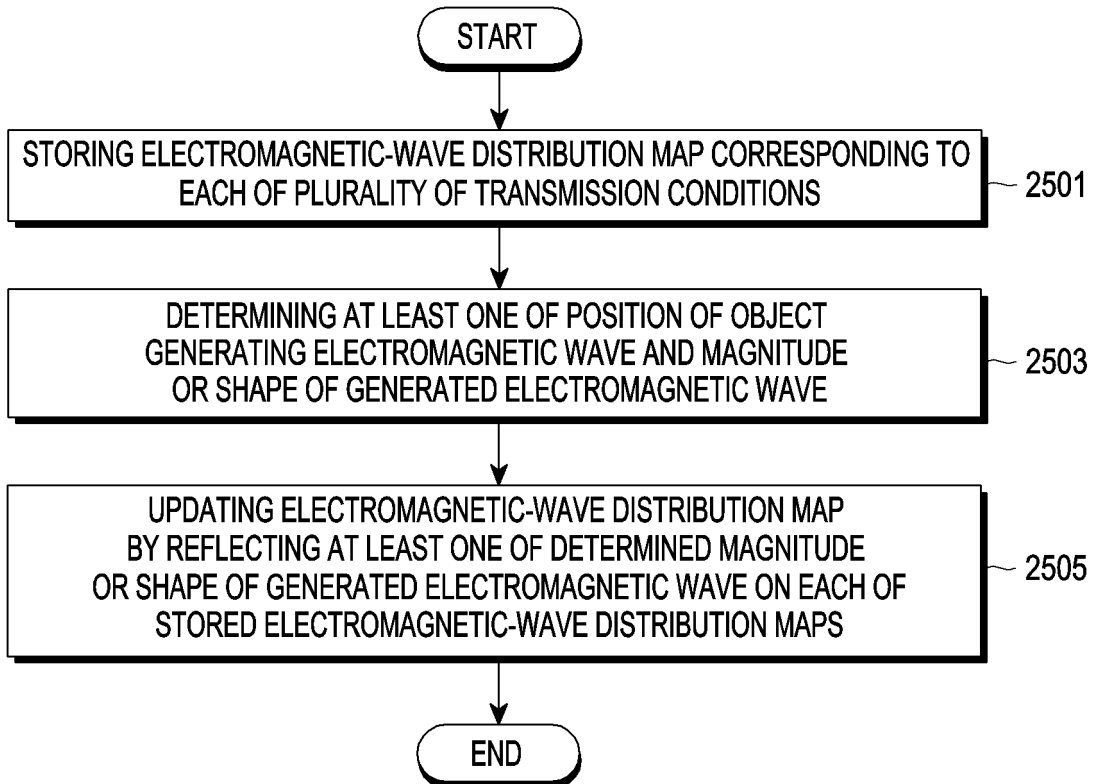 START
STORING ELECTROMAGNETIC-WAVE DISTRIBUTION MAP CORRESPONDING TO
EACH OF PLURALITY OF TRANSMISSION CONDITIONS
2501
DETERMINING AT LEAST ONE OF POSITION OF OBJECT
GENERATING ELECTROMAGNETIC WAVE AND MAGNITUDE
OR SHAPE OF GENERATED ELECTROMAGNETIC WAVE
2503
UPDATING ELECTROMAGNETIC-WAVE DISTRIBUTION MAP
BY REFLECTING AT LEAST ONE OF DETERMINED MAGNITUDE
OR SHAPE OF GENERATED ELECTROMAGNETIC WAVE ON EACH OF
STORED ELECTROMAGNETIC-WAVE DISTRIBUTION MAPS
2505
END